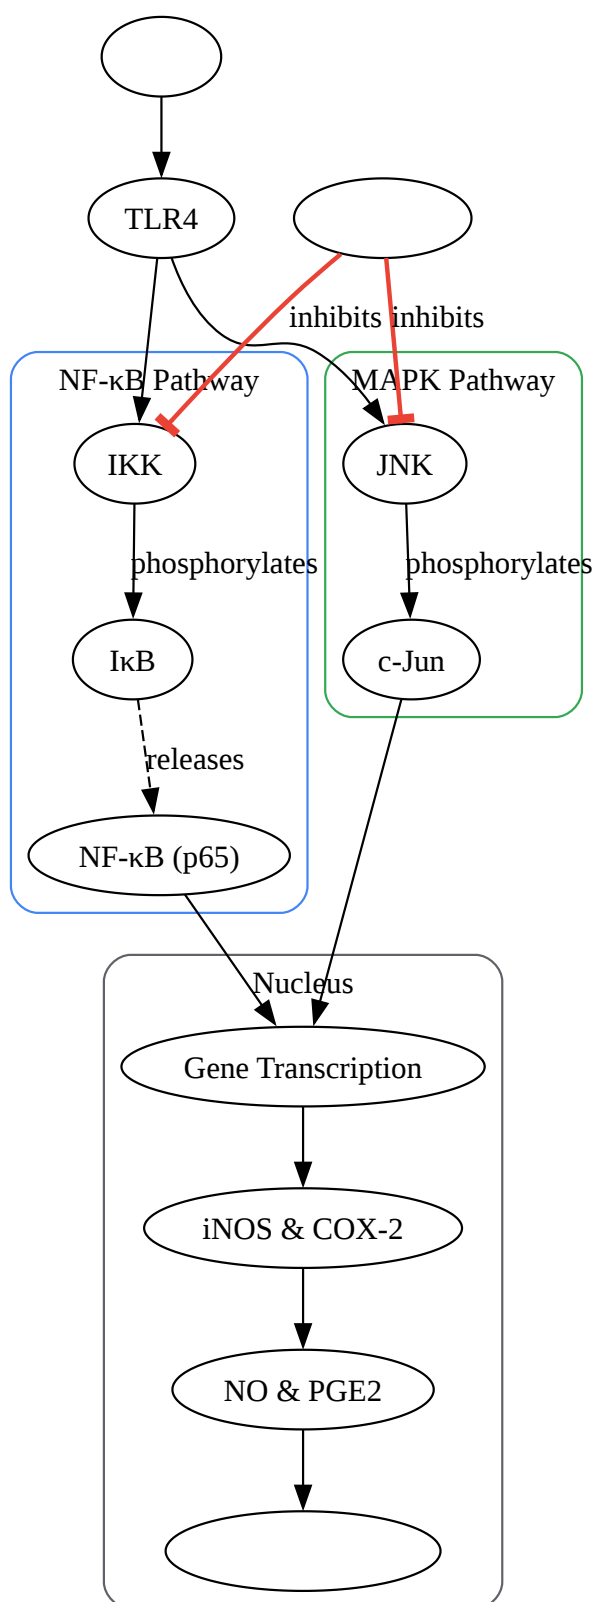 TLR4
inhibits
inhibits
NF-κB Pathway
MAPK Pathway
IKK
JNK
phosphorylates
phosphorylates
IκB
c-Jun
releases
NF-κB (p65)
Nucleus
Gene Transcription
iNOS & COX-2
NO & PGE2